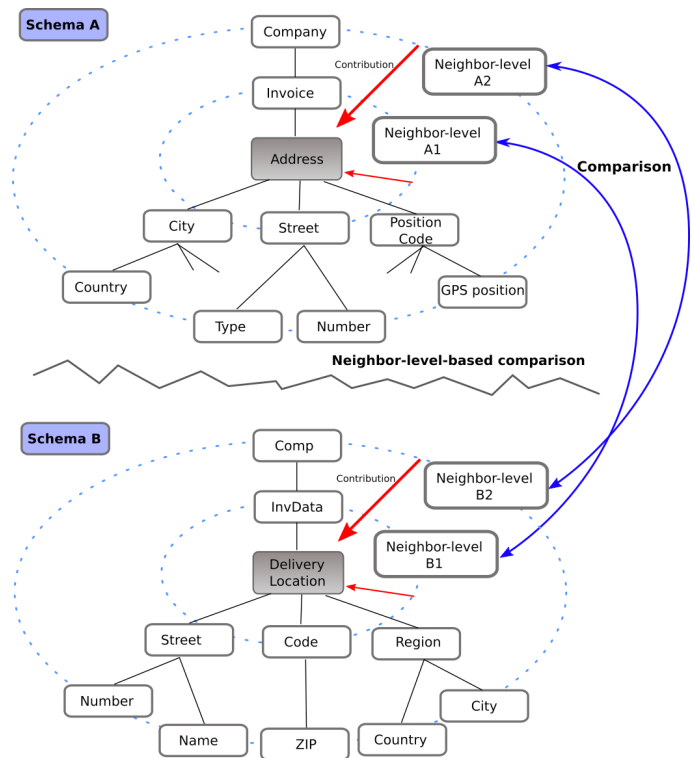 Schema A
Company
Contribution
Neighbor-level
A2
Invoice
Neighbor-level
A1
Address
Comparison
City
Street
Position
Code
Country
GPS position
Type
Number
Neighbor-level-based comparison
Schema B
Comp
Contribution
Neighbor-level
B2
InvData
Neighbor-level
B1
Delivery
Location
Street
Code
Region
Number
City
Name
ZIP
Country